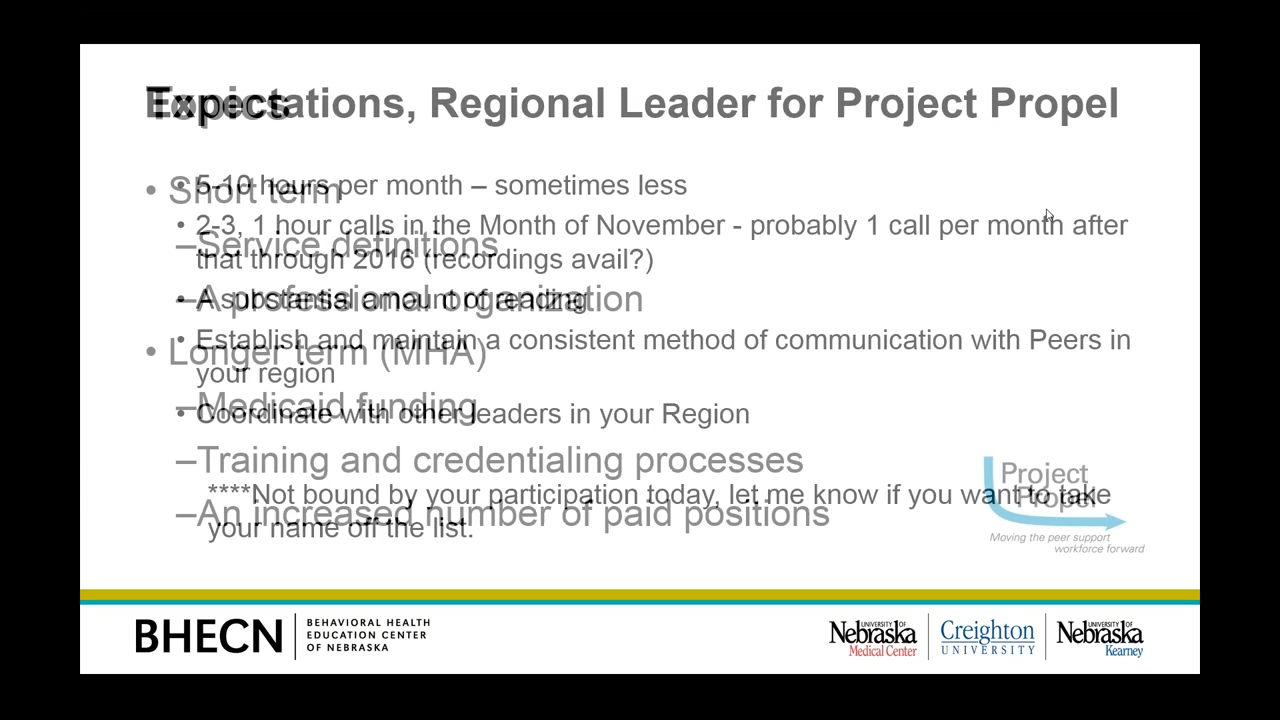 Expectations, Regional Leader for Project Propel
Topics
• 5-10 hours per month – sometimes less
• 2-3, 1 hour calls in the Month of November - probably 1 call per month after
that through 2016 (recordings avail?)
• A substantial amount of reading
• Establish and maintain a consistent method of communication with Peers in
your region
• Coordinate with other leaders in your Region
****Not bound by your participation today, let me know if you want to take
your name off the list.
• Short term
–Service definitions
–A professional organization
• Longer term (MHA)
–Medicaid funding
–Training and credentialing processes
–An increased number of paid positions
Project
Propel
Moving the peer support
workforce forward
BHECN
BEHAVIORAL HEALTH
EDUCATION CENTER
OF NEBRASKA
UNIVERSITY OF
Nebraska
Medical Center
Creighton
UNIVERSITY
UNIVERSITY OF
Nebraska
Kearney